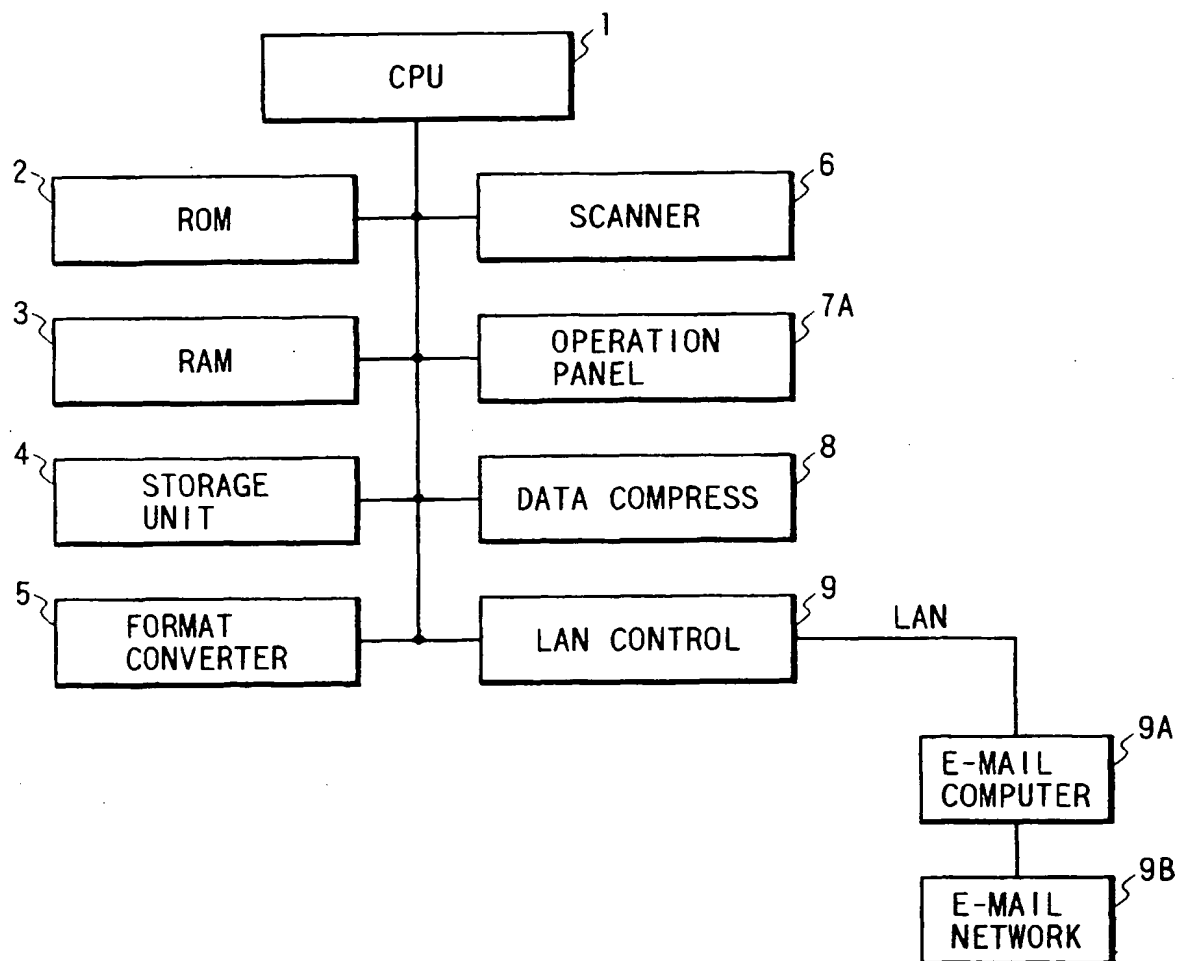 1
CPU
2
ROM
6
SCANNER
3
RAM
7A
OPERATION
PANEL
4
STORAGE
UNIT
8
DATA COMPRESS
5
FORMAT
CONVERTER
9
LAN CONTROL
LAN
9A
E-MAIL
COMPUTER
9B
E-MAIL
NETWORK